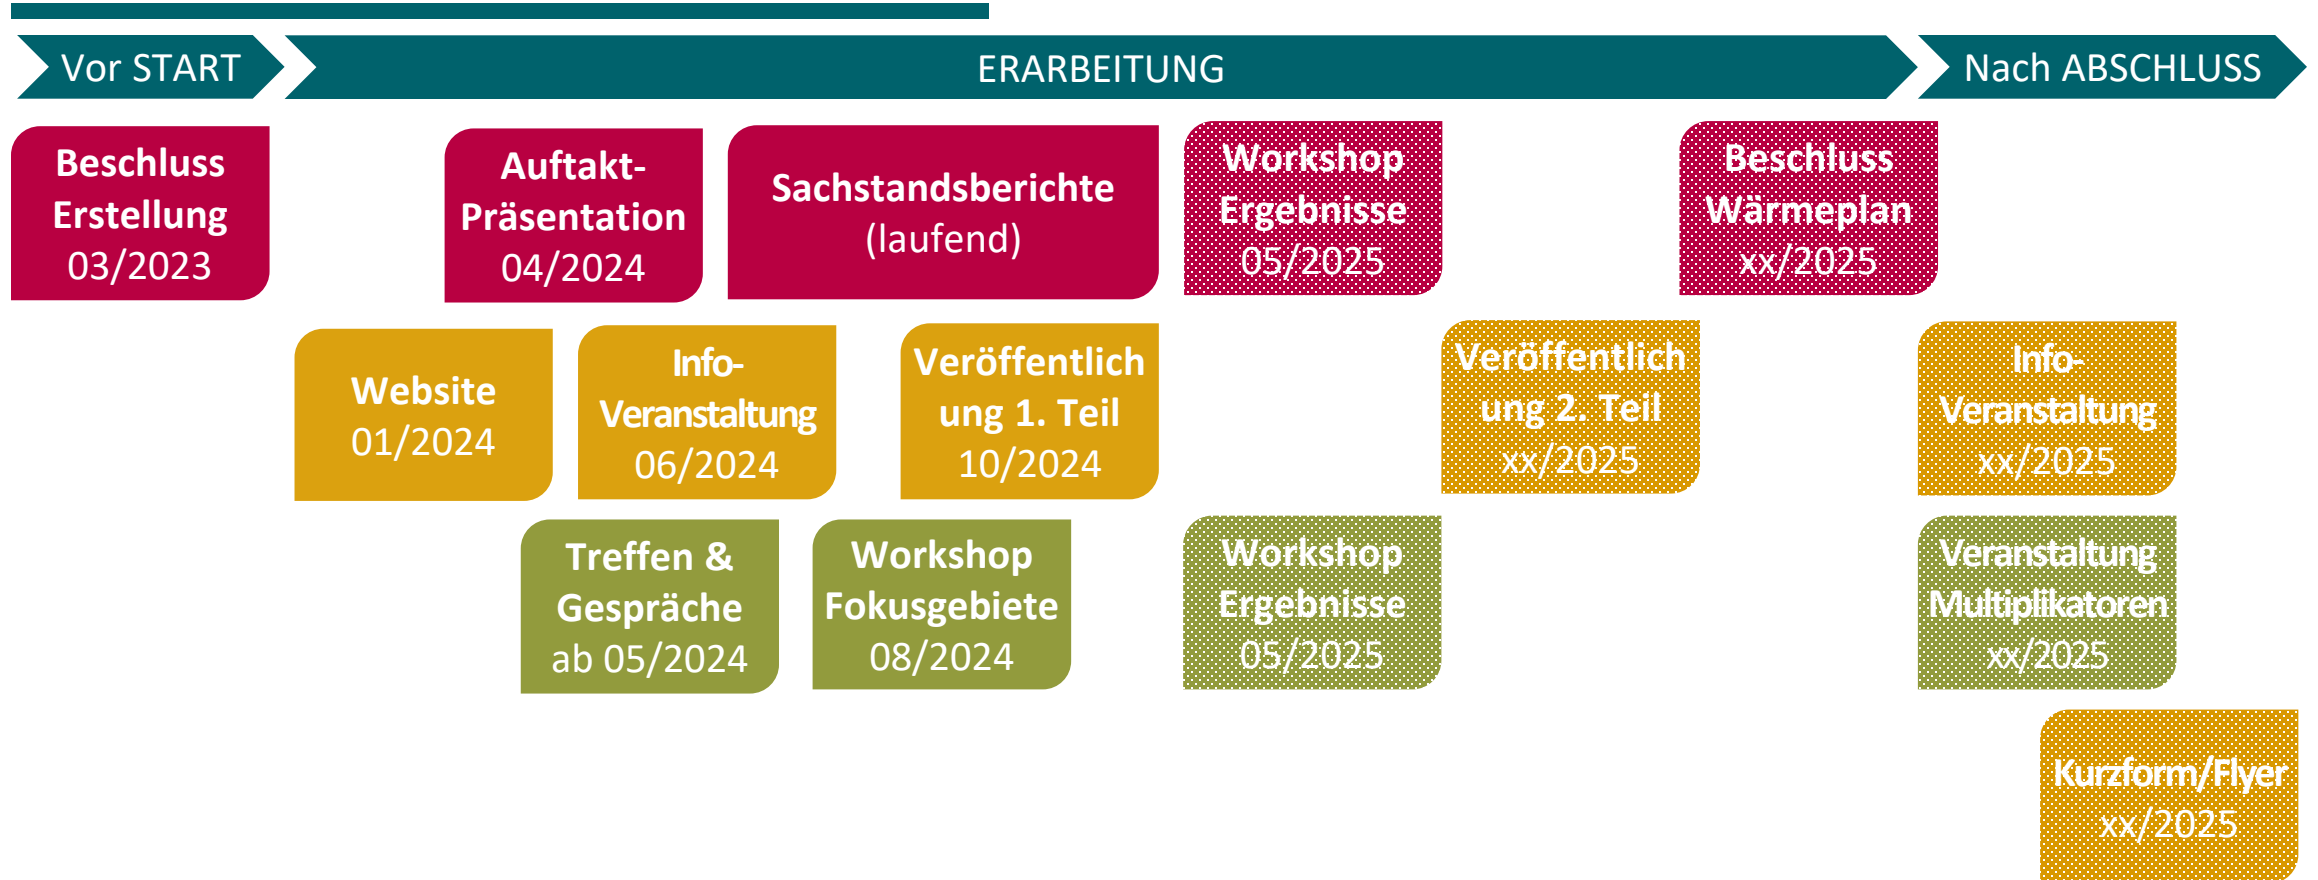 Vor START
ERARBEITUNG
Nach ABSCHLUSS
Beschluss
Erstellung
03/2023
Auftakt-
Präsentation
04/2024
Sachstandsberichte
(laufend)
Workshop
Ergebnisse
05/2025
Beschluss
Wärmeplan
xx/2025
Website
01/2024
Info-
Veranstaltung
06/2024
Veröffentlich
ung 1. Teil
10/2024
Veröffentlich
ung 2. Teil
xx/2025
Info-
Veranstaltung
xx/2025
Treffen &
Gespräche
ab 05/2024
Workshop
Fokusgebiete
08/2024
Workshop
Ergebnisse
05/2025
Veranstaltung
Multiplikatoren
xx/2025
Kurzform/Flyer
xx/2025